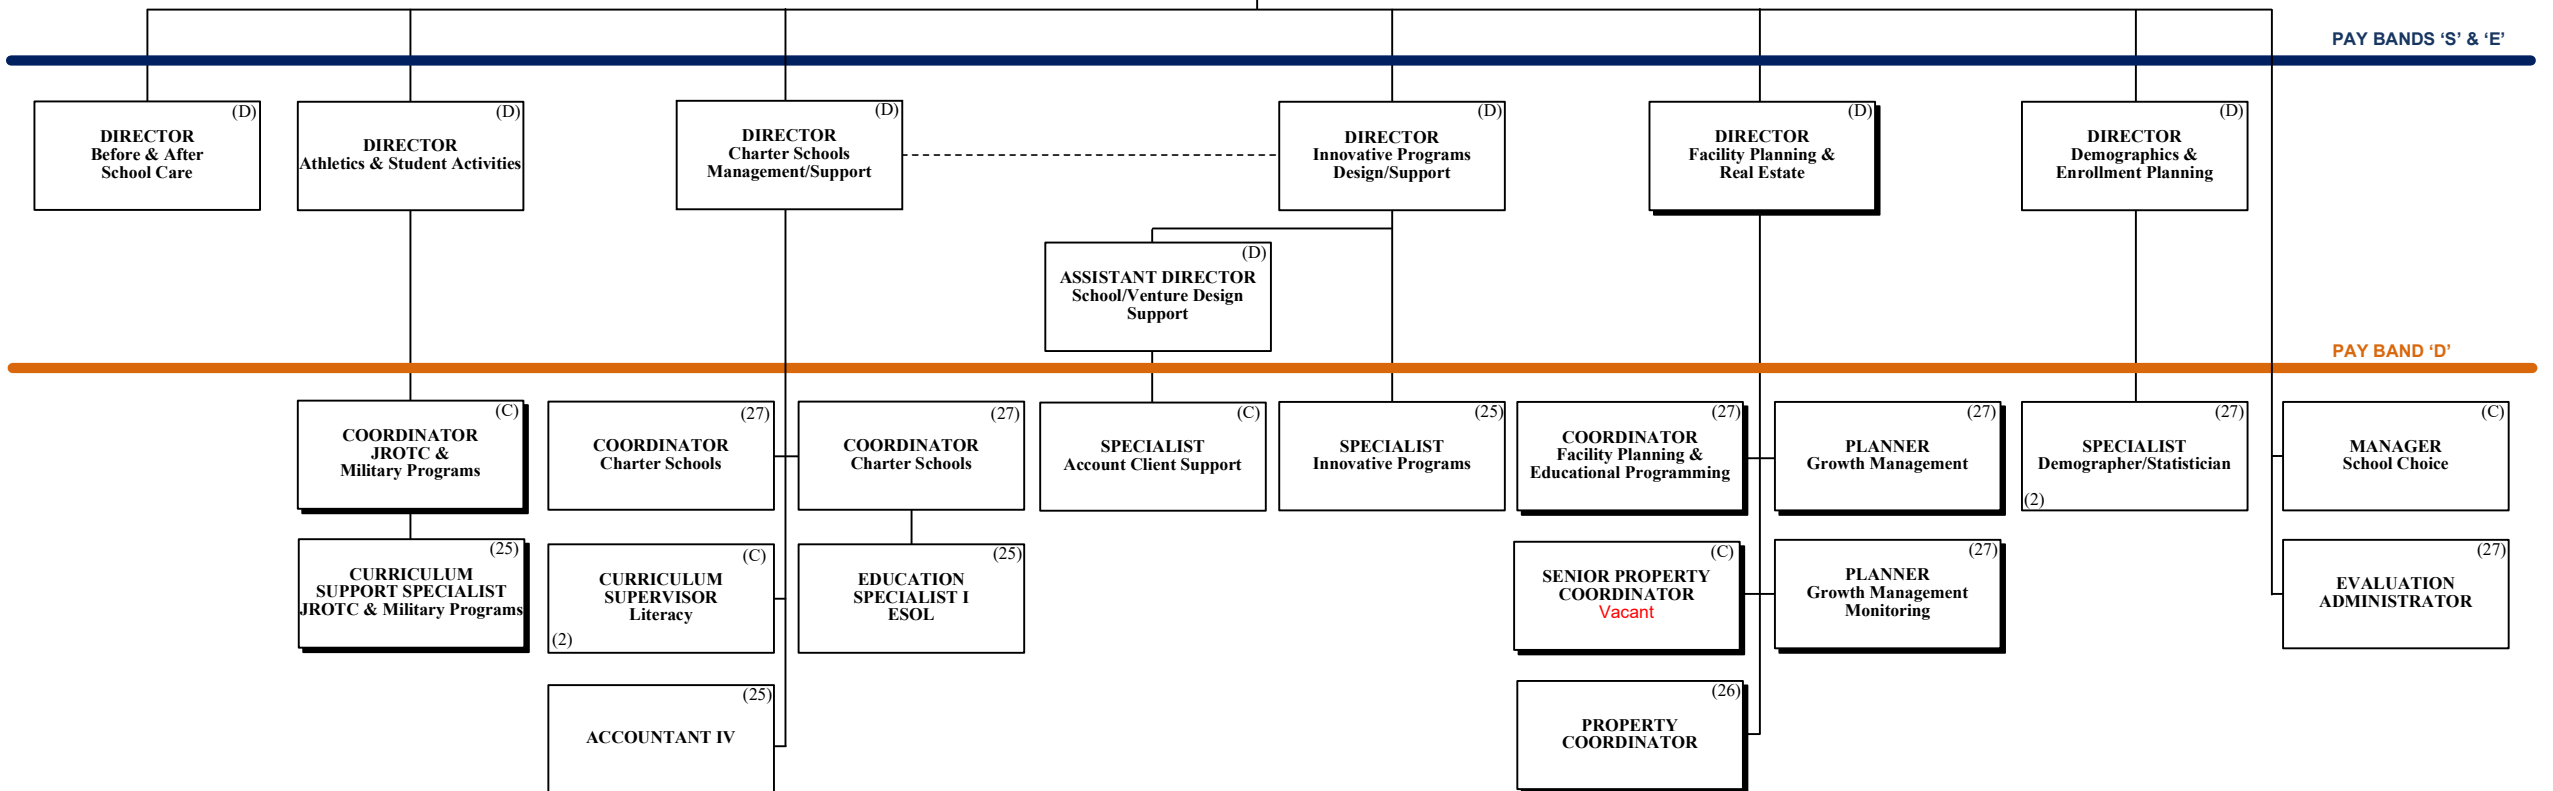 PAY BANDS ‘S’ & ‘E’
(D)
DIRECTOR
Before & After
School Care
(D)
DIRECTOR
Athletics & Student Activities
(D)
DIRECTOR
Charter Schools
Management/Support
(D)
DIRECTOR
Innovative Programs
Design/Support
(D)
DIRECTOR
Facility Planning &
Real Estate
(D)
DIRECTOR
Demographics &
Enrollment Planning
(D)
ASSISTANT DIRECTOR
School/Venture Design
Support
PAY BAND ‘D’
(C)
COORDINATOR
JROTC &
Military Programs
(27)
COORDINATOR
Charter Schools
(27)
COORDINATOR
Charter Schools
(C)
SPECIALIST
Account Client Support
(25)
SPECIALIST
Innovative Programs
(27)
COORDINATOR
Facility Planning &
Educational Programming
(27)
PLANNER
Growth Management
(27)
SPECIALIST
Demographer/Statistician
(2)
(C)
MANAGER
School Choice
(25)
CURRICULUM
SUPPORT SPECIALIST
JROTC & Military Programs
(C)
CURRICULUM
SUPERVISOR
Literacy
(2)
(25)
EDUCATION
SPECIALIST I
ESOL
(C)
SENIOR PROPERTY
COORDINATOR
Vacant
(27)
PLANNER
Growth Management
Monitoring
(27)
EVALUATION
ADMINISTRATOR
(25)
ACCOUNTANT IV
(26)
PROPERTY
COORDINATOR